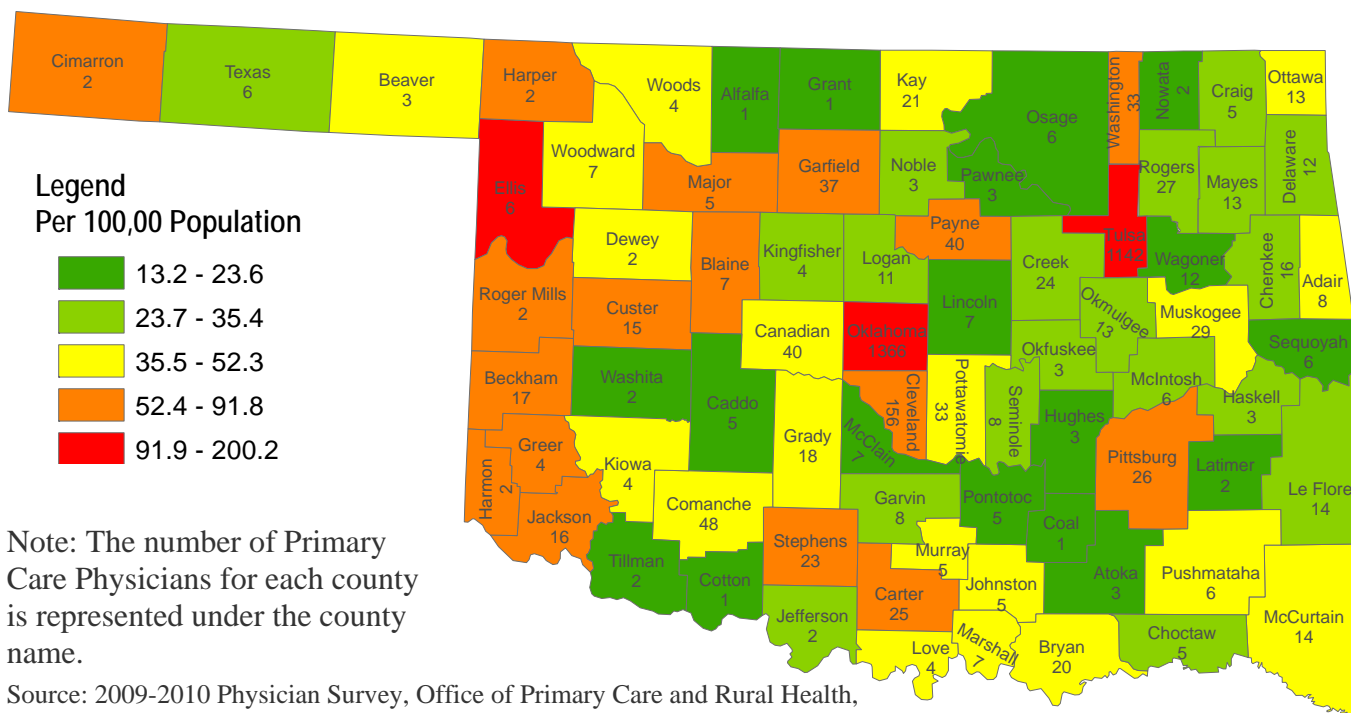 Cimarron
2
Texas
6
Beaver
3
Harper
2
Woods
4
Alfalfa
1
Grant
1
Kay
21
Osage
6
Washington
33
Nowata
2
Craig
5
Ottawa
13
Ellis
6
Woodward
7
Major
5
Garfield
37
Noble
3
Pawnee
3
Rogers
27
Mayes
13
Delaware
12
Legend
Per 100,00 Population
13.2 - 23.6
23.7 - 35.4
35.5 - 52.3
52.4 - 91.8
91.9 - 200.2
Dewey
2
Blaine
7
Kingfisher
4
Logan
11
Payne
40
Creek
24
Tulsa
1142
Wagoner
12
Cherokee
16
Adair
8
Roger Mills
2
Custer
15
Canadian
40
Oklahoma
1366
Lincoln
7
Okmulgee
13
Muskogee
29
Sequoyah
6
Beckham
17
Washita
2
Caddo
5
Grady
18
Cleveland
156
McClain
7
Pottawatomie
33
Seminole
8
Okfuskee
3
McIntosh
6
Haskell
3
Hughes
3
Pittsburg
26
Latimer
2
Le Flore
14
Harmon
2
Greer
4
Kiowa
4
Jackson
16
Comanche
48
Garvin
8
Pontotoc
5
Coal
1
Tillman
2
Cotton
1
Stephens
23
Murray
5
Johnston
5
Atoka
3
Pushmataha
6
McCurtain
14
Jefferson
2
Carter
25
Love
4
Marshall
7
Bryan
20
Choctaw
5
Note: The number of Primary
Care Physicians for each county
is represented under the county
name.
Source: 2009-2010 Physician Survey, Office of Primary Care and Rural Health,